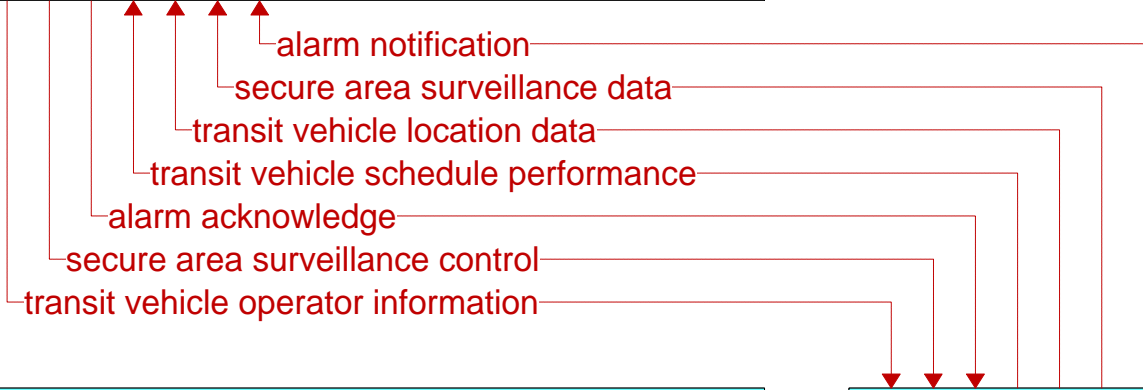 alarm notification
secure area surveillance data
transit vehicle location data
transit vehicle schedule performance
alarm acknowledge
secure area surveillance control
transit vehicle operator information